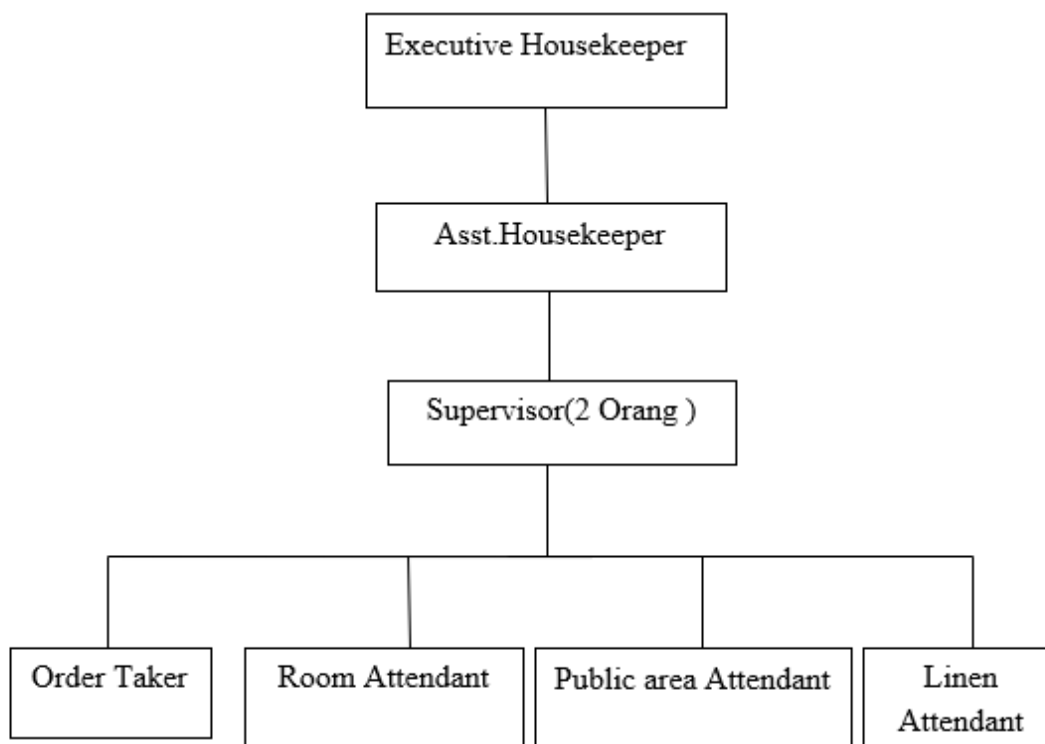 Executive Housekeeper
Asst.Housekeeper
Supervisor(2 Orang )
Order Taker
Room Attendant
Public area Attendant
Linen
Attendant